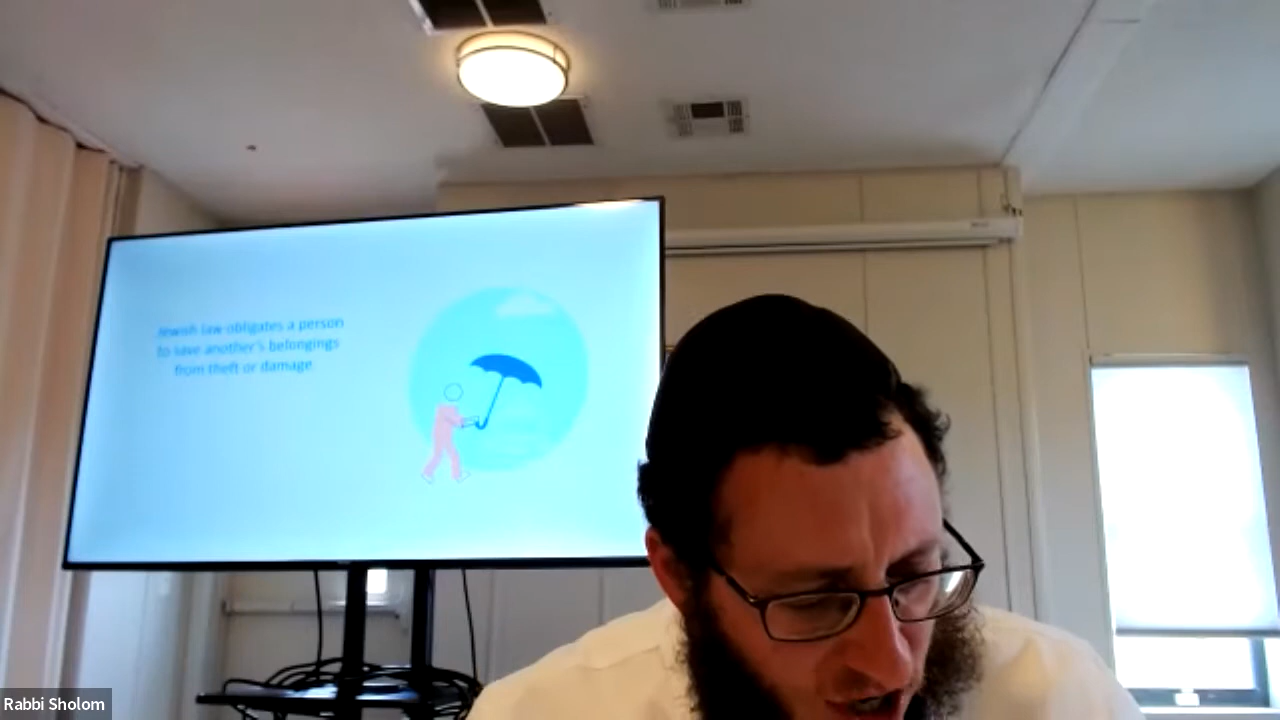 Jewish law obligates a person
to save another's belongings
from theft or damage
Rabbi Sholom